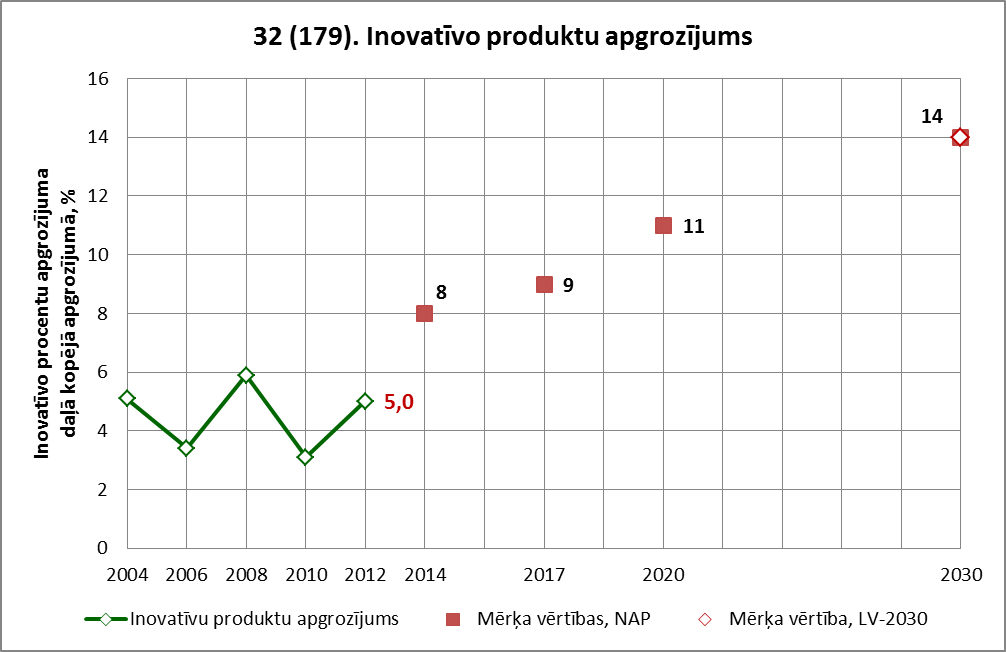 32 (179). Inovatīvo produktu apgrozījums
Inovatīvo procentu apgrozījuma
daļā kopējā apgrozījumā, %
16
14
12
10
8
6
4
2
0
14
11
9
8
5,0
2004 2006 2008 2010 2012 2014 2017 2020 2030
Inovatīvu produktu apgrozījums Mērķa vērtības, NAP Mērķa vērtība, LV-2030